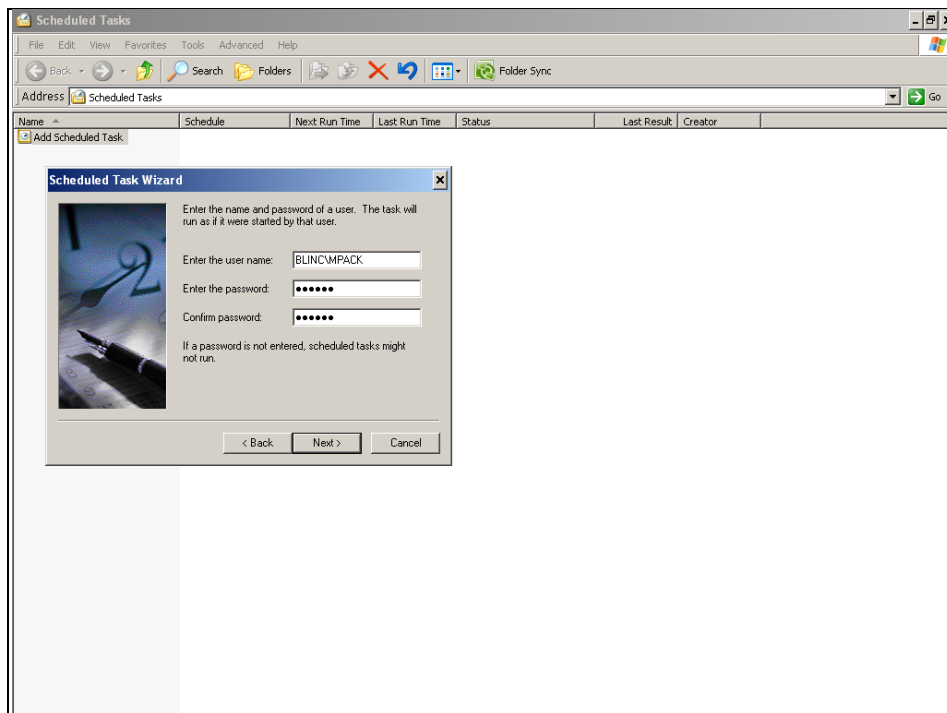 Scheduled Tasks
File Edit View Favorites Tools Advanced Help
Back Search Folders Folder Sync
Address Scheduled Tasks Go
Name Schedule Next Run Time Last Run Time Status Last Result Creator
Add Scheduled Task
Scheduled Task Wizard
Enter the name and password of a user. The task will
run as if it were started by that user.
Enter the user name: BLINC\MPACK
Enter the password: ●●●●●●
Confirm password: ●●●●●●
If a password is not entered, scheduled tasks might
not run.
< Back Next > Cancel